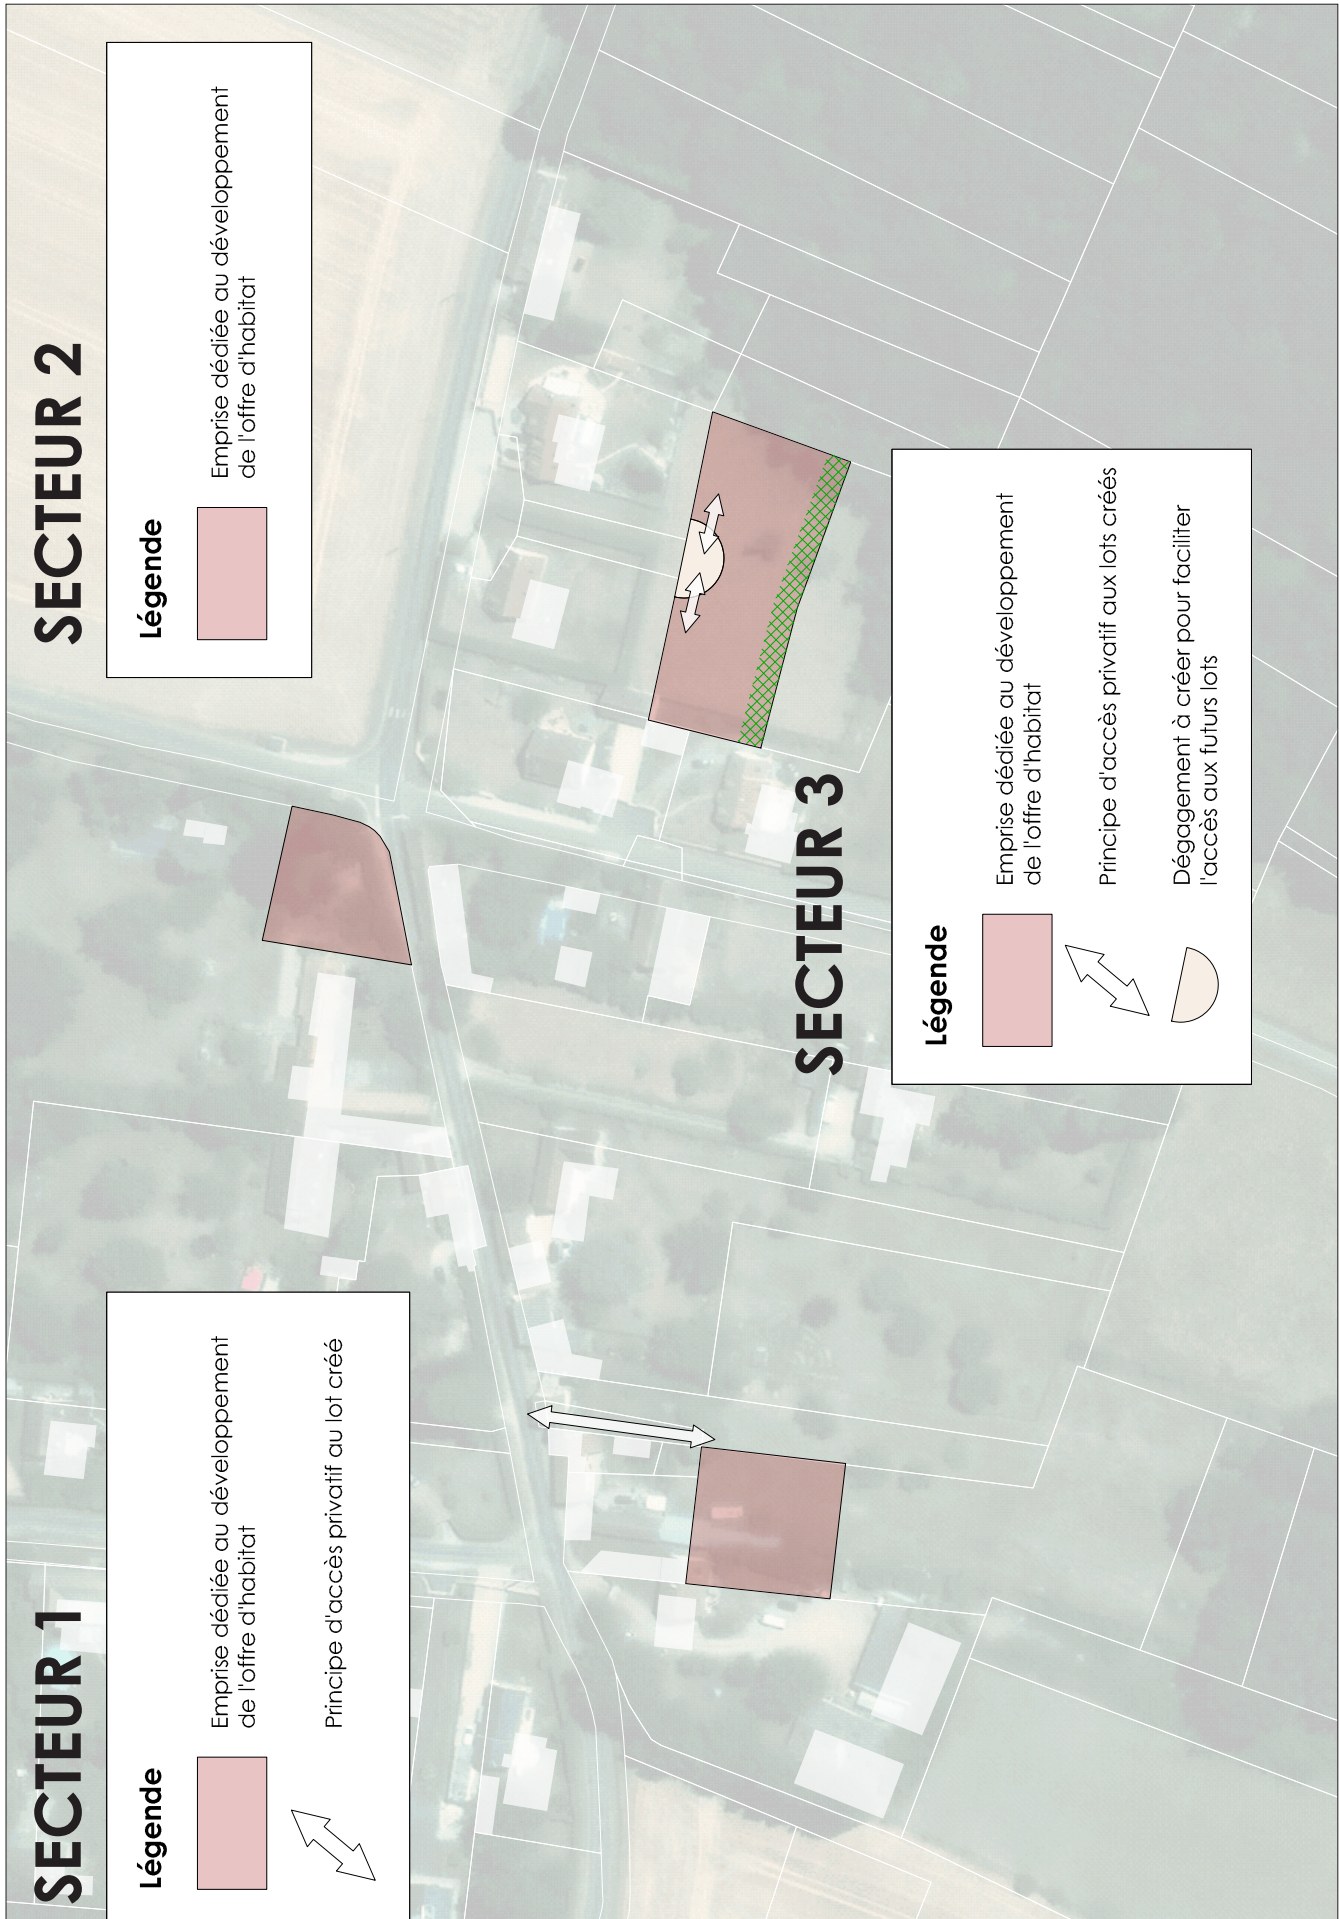 SECTEUR 1
Légende
Emprise dédiée au développement
de l'offre d'habitat
Principe d'accès privatif au lot créé
SECTEUR 2
Légende
Emprise dédiée au développement
de l'offre d'habitat
SECTEUR 3
Légende
Emprise dédiée au dévelopement
de l'offre d'habitat
Principe d'accès privatif aux lots créés
Dégagement à créer pour faciliter
l'accès aux futurs lots